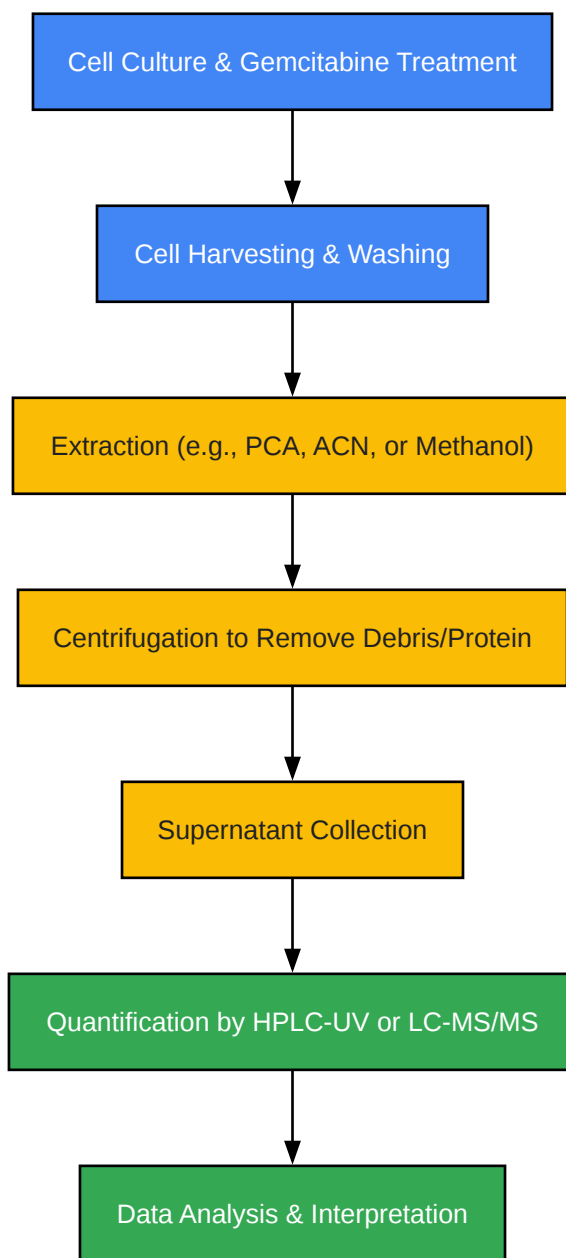 Cell Culture & Gemcitabine Treatment
Cell Harvesting & Washing
Extraction (e.g., PCA, ACN, or Methanol)
Centrifugation to Remove Debris/Protein
Supernatant Collection
Quantification by HPLC-UV or LC-MS/MS
Data Analysis & Interpretation